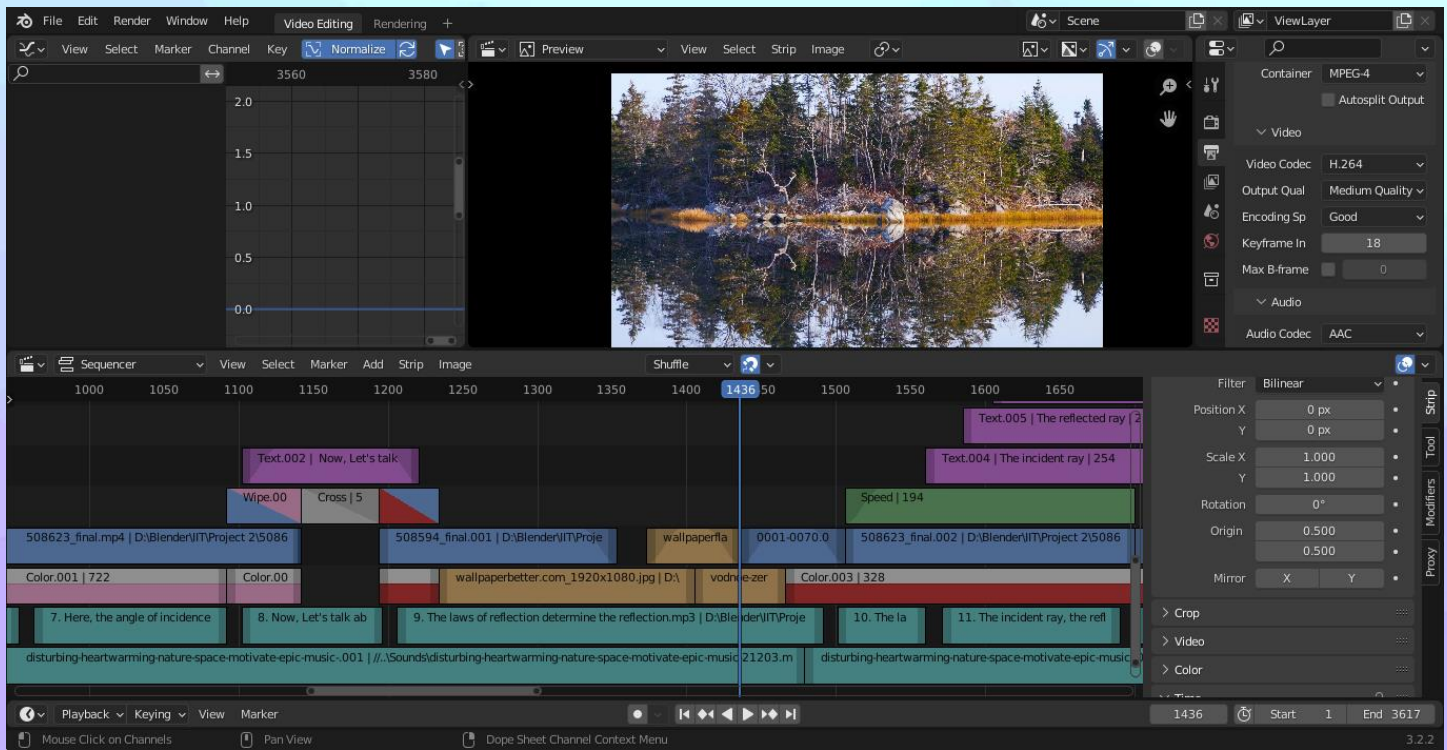 File Edit Render Window Help Video Editing Rendering + Scene ViewLayer
View Select Marker Channel Key Normalize Preview View Select Strip Image
3560 3580
2.0
1.5
1.0
0.5
0.0
Container MPEG-4
Autosplit Output
Video
Video Codec H.264
Output Qual Medium Quality
Encoding Sp Good
Keyframe In 18
Max B-frame 0
Audio
Audio Codec AAC
Sequencer View Select Marker Add Strip Image Shuffle
1000 1050 1100 1150 1200 1250 1300 1350 1400 1436 50 1500 1550 1600 1650
Text.005 | The reflected ray | 2
Text.002 | Now, Let's talk Text.004 | The incident ray | 254
Wipe.00 Cross | 5 Speed | 194
508623_final.mp4 | D:\Blender\IIT\Project 2\5086 508594_final.001 | D:\Blender\IIT\Proje wallpaperfla 0001-0070.0 508623_final.002 | D:\Blender\IIT\Project 2\5086
Color.001 | 722 Color.00 wallpaperbetter.com_1920x1080.jpg | D:\ Color.003 | 328
7. Here, the angle of incidence 8. Now, Let's talk ab 9. The laws of reflection determine the reflection.mp3 | D:\Blender\IIT\Proje 10. The la 11. The incident ray, the refl
disturbing-heartwarming-nature-space-motivate-epic-music-.001 | //..\Sounds\disturbing-heartwarming-nature-space-motivate-epic-music 21203.m disturbing-heartwarming-nature-space-motivate-epic-music
Filter Bilinear
Position X 0 px
Y 0 px
Scale X 1.000
Y 1.000
Rotation 0°
Origin 0.500
0.500
Mirror X Y
Crop
Video
Color
Strip
Tool
Modifiers
Proxy
Playback Keying View Marker 1436 Start 1 End 3617
Mouse Click on Channels Pan View Dope Sheet Channel Context Menu 3.2.2